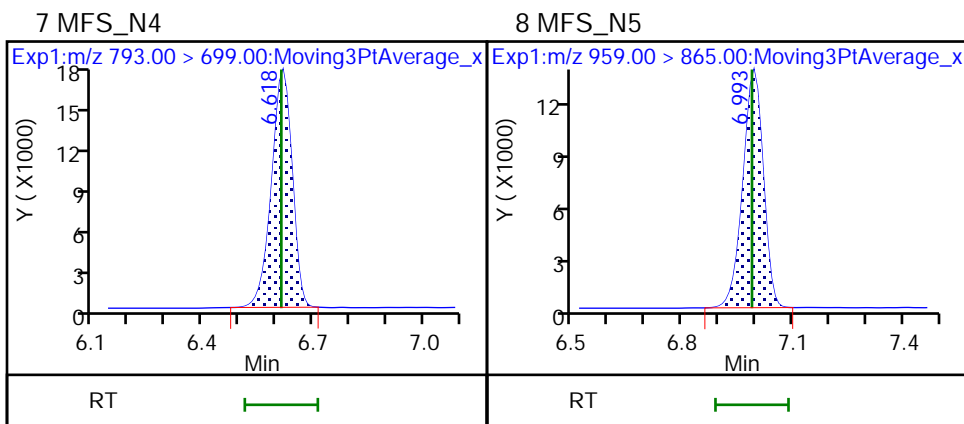 7 MFS_N4
8 MFS_N5
Exp1:m/z 793.00 > 699.00:Moving3PtAverage_x
18
15
12
9
6
3
0
Y ( X1000)
6.618
6.1
6.4
6.7
7.0
Min
RT
Exp1:m/z 959.00 > 865.00:Moving3PtAverage_x
12
9
6
3
0
Y ( X1000)
6.993
6.5
6.8
7.1
7.4
Min
RT